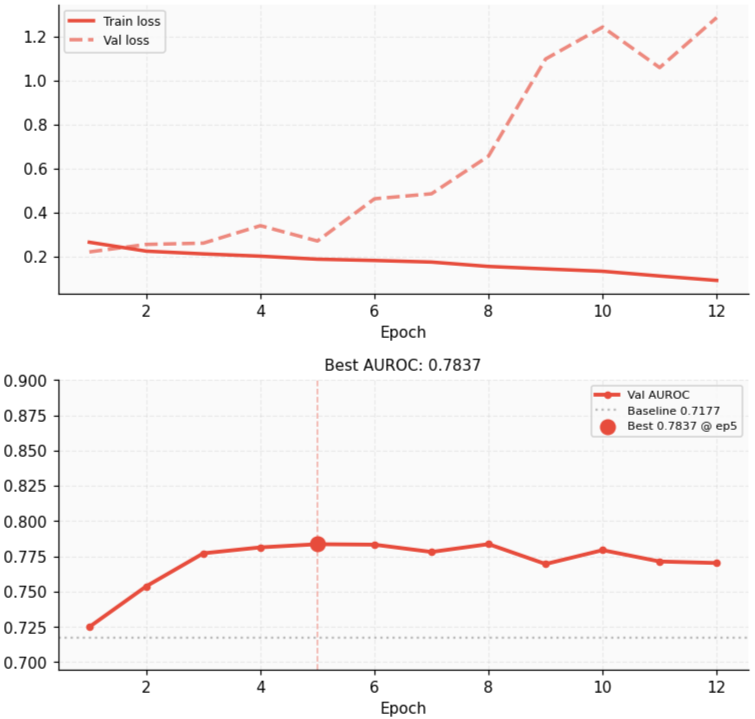 Train loss
Val loss
1.2
1.0
0.8
0.6
0.4
0.2
2 4 6 8 10 12
Epoch
Best AUROC: 0.7837
0.900
0.875
0.850
0.825
0.800
0.775
0.750
0.725
0.700
Val AUROC
Baseline 0.7177
Best 0.7837 @ ep5
2 4 6 8 10 12
Epoch